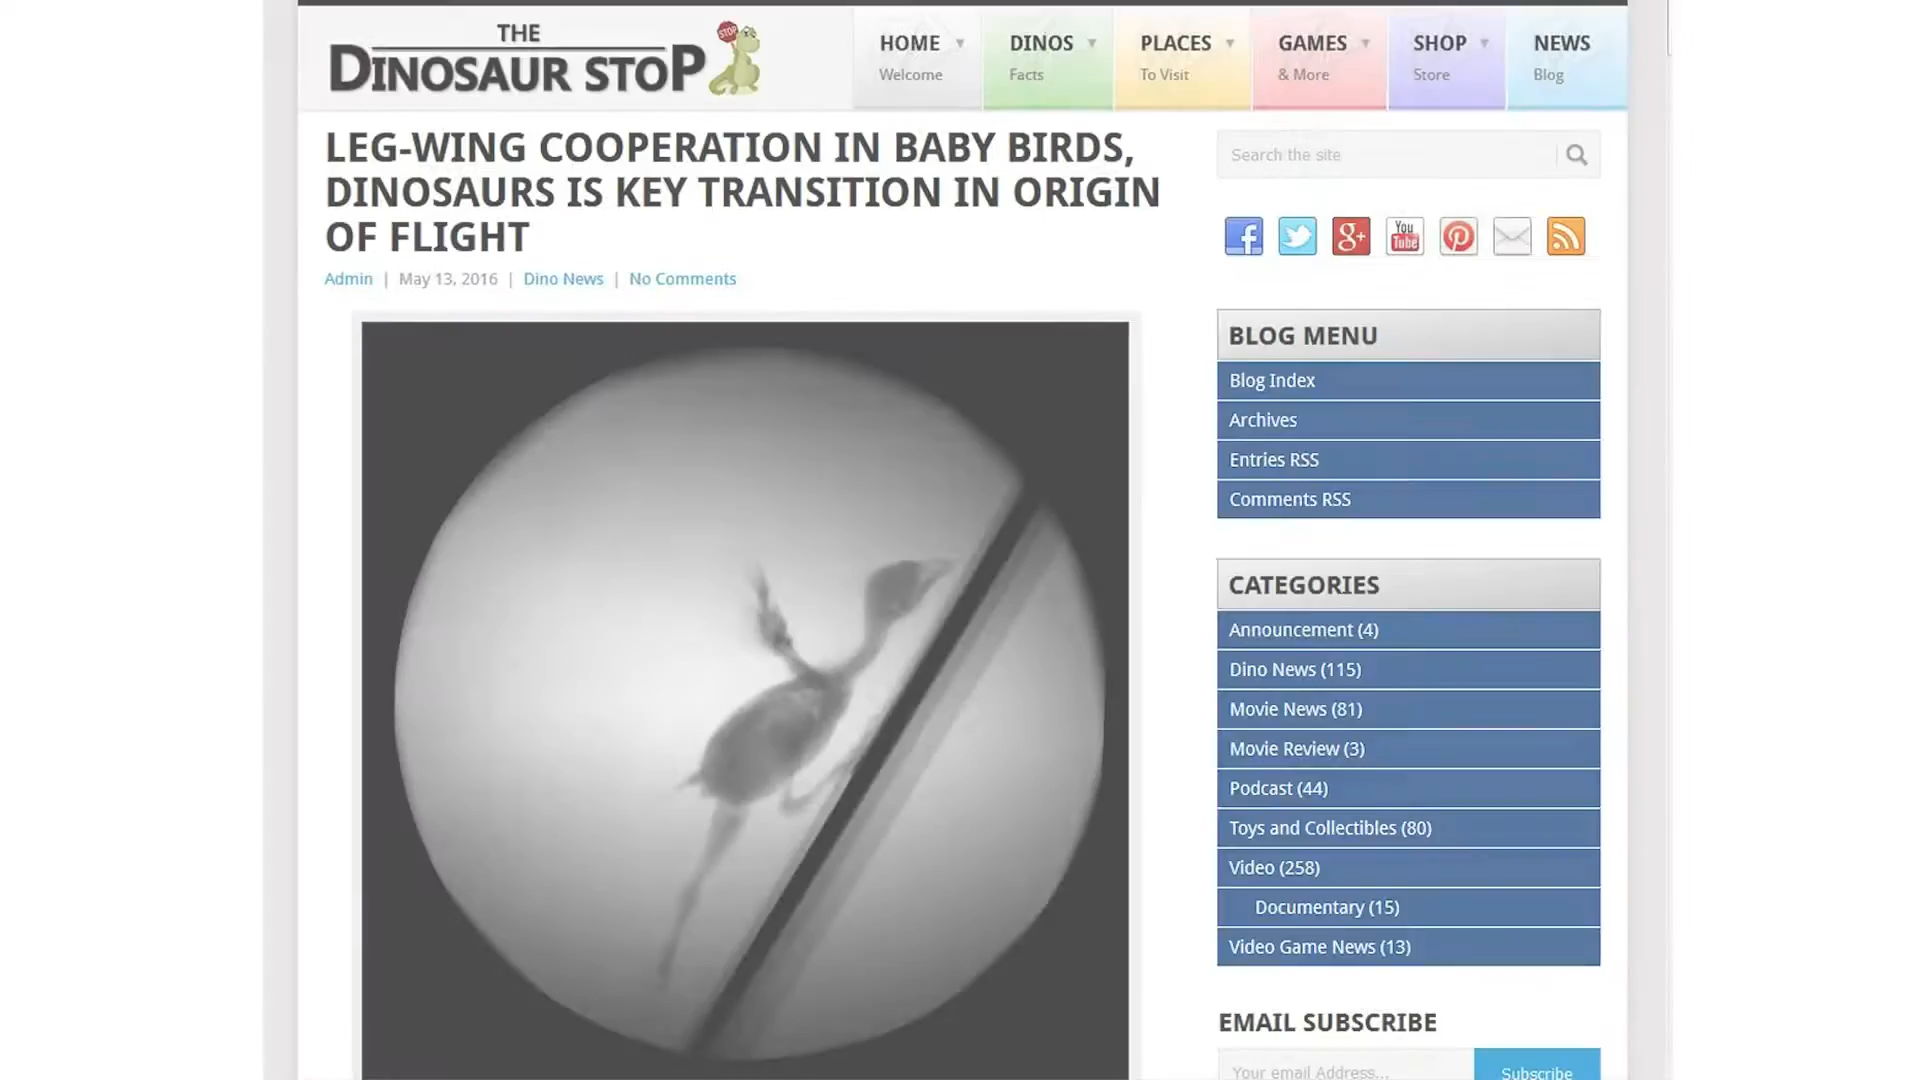 THE
DINOSAUR STOP
STOP
HOME
Welcome
DINOS
Facts
PLACES
To Visit
GAMES
& More
SHOP
Store
NEWS
Blog
LEG-WING COOPERATION IN BABY BIRDS,
DINOSAURS IS KEY TRANSITION IN ORIGIN
OF FLIGHT
Admin | May 13, 2016 | Dino News | No Comments
Search the site
You
Tube
BLOG MENU
Blog Index
Archives
Entries RSS
Comments RSS
CATEGORIES
Announcement (4)
Dino News (115)
Movie News (81)
Movie Review (3)
Podcast (44)
Toys and Collectibles (80)
Video (258)
Documentary (15)
Video Game News (13)
EMAIL SUBSCRIBE
Your email Address...
Subscribe